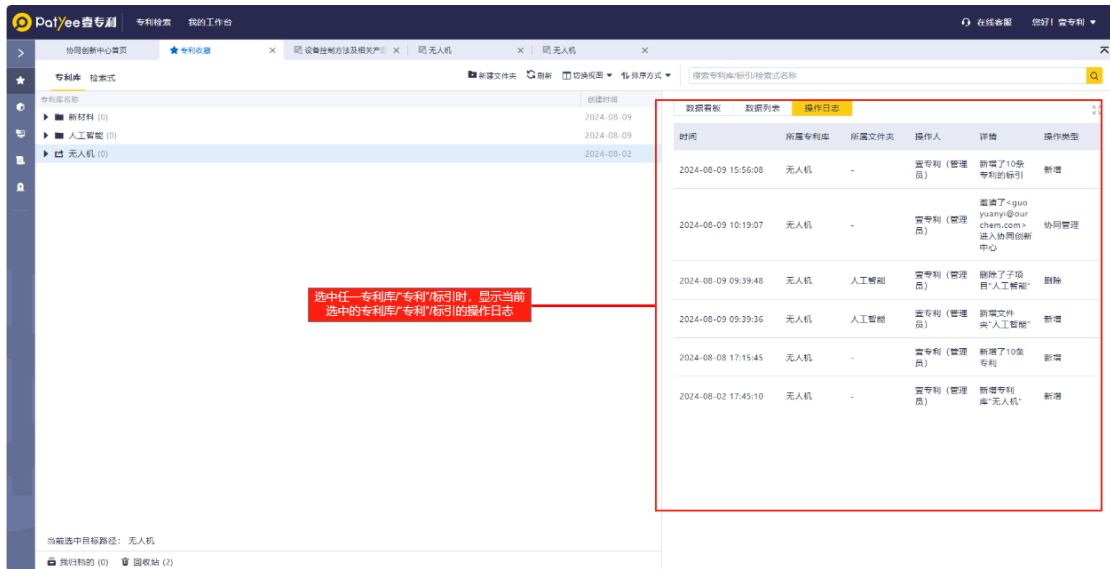 Patyee壹专利 专利检索 我的工作台 在线客服 您好！壹专利
协同创新中心首页 专利收藏 设备控制方法及相关产 无人机 无人机
专利库 检索式 新建文件夹 刷新 切换视图 排序方式 搜索专利库/标引/检索式名称
专利库名称 创建时间
新材料 (0) 2024-08-09
人工智能 (0) 2024-08-09
无人机 (0) 2024-08-02
数据看板 数据列表 操作日志
时间 所属专利库 所属文件夹 操作人 详情 操作类型
2024-08-09 15:56:08 无人机 - 壹专利（管理
员） 新增了10条
专利的标引 新增
2024-08-09 10:19:07 无人机 - 壹专利（管理
员） 邀请了<guo
yuanyi@our
chem.com>
进入协同创新
中心 协同管理
2024-08-09 09:39:48 无人机 人工智能 壹专利（管理
员） 删除了子项
目"人工智能" 删除
2024-08-09 09:39:36 无人机 人工智能 壹专利（管理
员） 新增文件
夹"人工智能" 新增
2024-08-08 17:15:45 无人机 - 壹专利（管理
员） 新增了10条
专利 新增
2024-08-02 17:45:10 无人机 - 壹专利（管理
员） 新增专利
库"无人机" 新增
选中任一专利库/“专利”/标引时，显示当前
选中的专利库/“专利”/标引的操作日志
当前选中目标路径： 无人机
我归档的 (0) 回收站 (2)